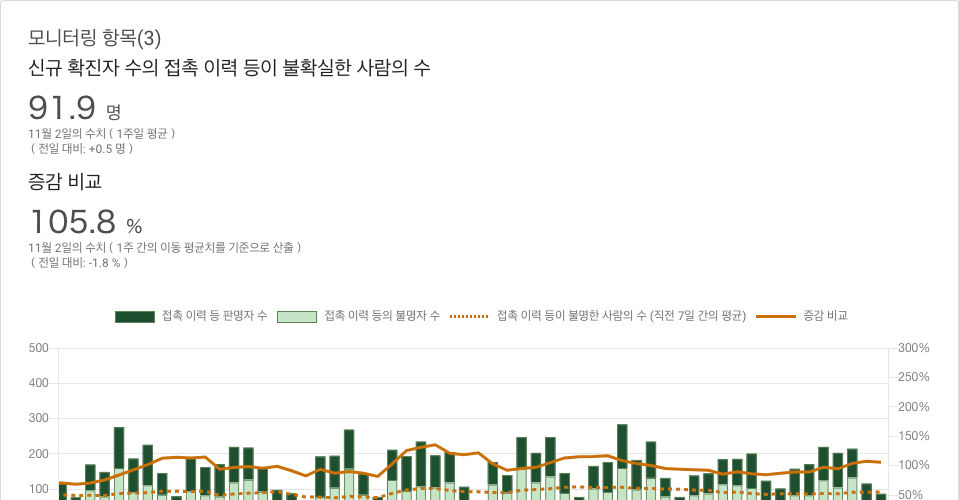 모니터링 항목(3)
신규 확진자 수의 접촉 이력 등이 불확실한 사람의 수
91.9 명
11월 2일의 수치 ( 1주일 평균 )
( 전일 대비: +0.5 명 )
증감 비교
105.8 %
11월 2일의 수치 ( 1주 간의 이동 평균치를 기준으로 산출 )
( 전일 대비: -1.8 % )
접촉 이력 등 판명자 수 접촉 이력 등의 불명자 수 접촉 이력 등이 불명한 사람의 수 (직전 7일 간의 평균) 증감 비교
500 300%
400 250%
300 200%
200 150%
100 100%
50%